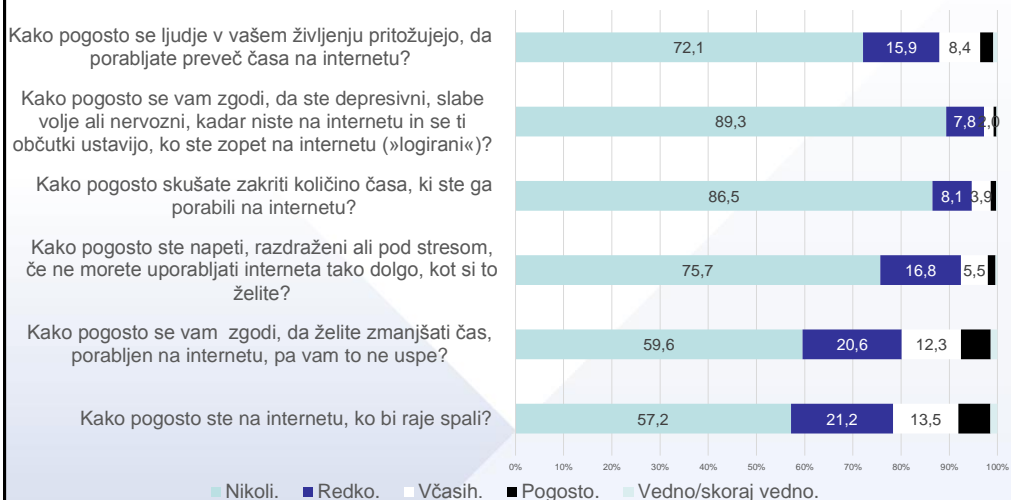 Kako pogosto se ljudje v vašem življenju pritožujejo, da
porabljate preveč časa na internetu?
72,1 15,9 8,4
Kako pogosto se vam zgodi, da ste depresivni, slabe
volje ali nervozni, kadar niste na internetu in se ti
občutki ustavijo, ko ste zopet na internetu (»logirani«)?
89,3 7,8 2,0
Kako pogosto skušate zakriti količino časa, ki ste ga
porabili na internetu?
86,5 8,1 3,9
Kako pogosto ste napeti, razdraženi ali pod stresom,
če ne morete uporabljati interneta tako dolgo, kot si to
želite?
75,7 16,8 5,5
Kako pogosto se vam zgodi, da želite zmanjšati čas,
porabljen na internetu, pa vam to ne uspe?
59,6 20,6 12,3
Kako pogosto ste na internetu, ko bi raje spali?
57,2 21,2 13,5
0% 10% 20% 30% 40% 50% 60% 70% 80% 90% 100%
Nikoli. Redko. Včasih. Pogosto. Vedno/skoraj vedno.